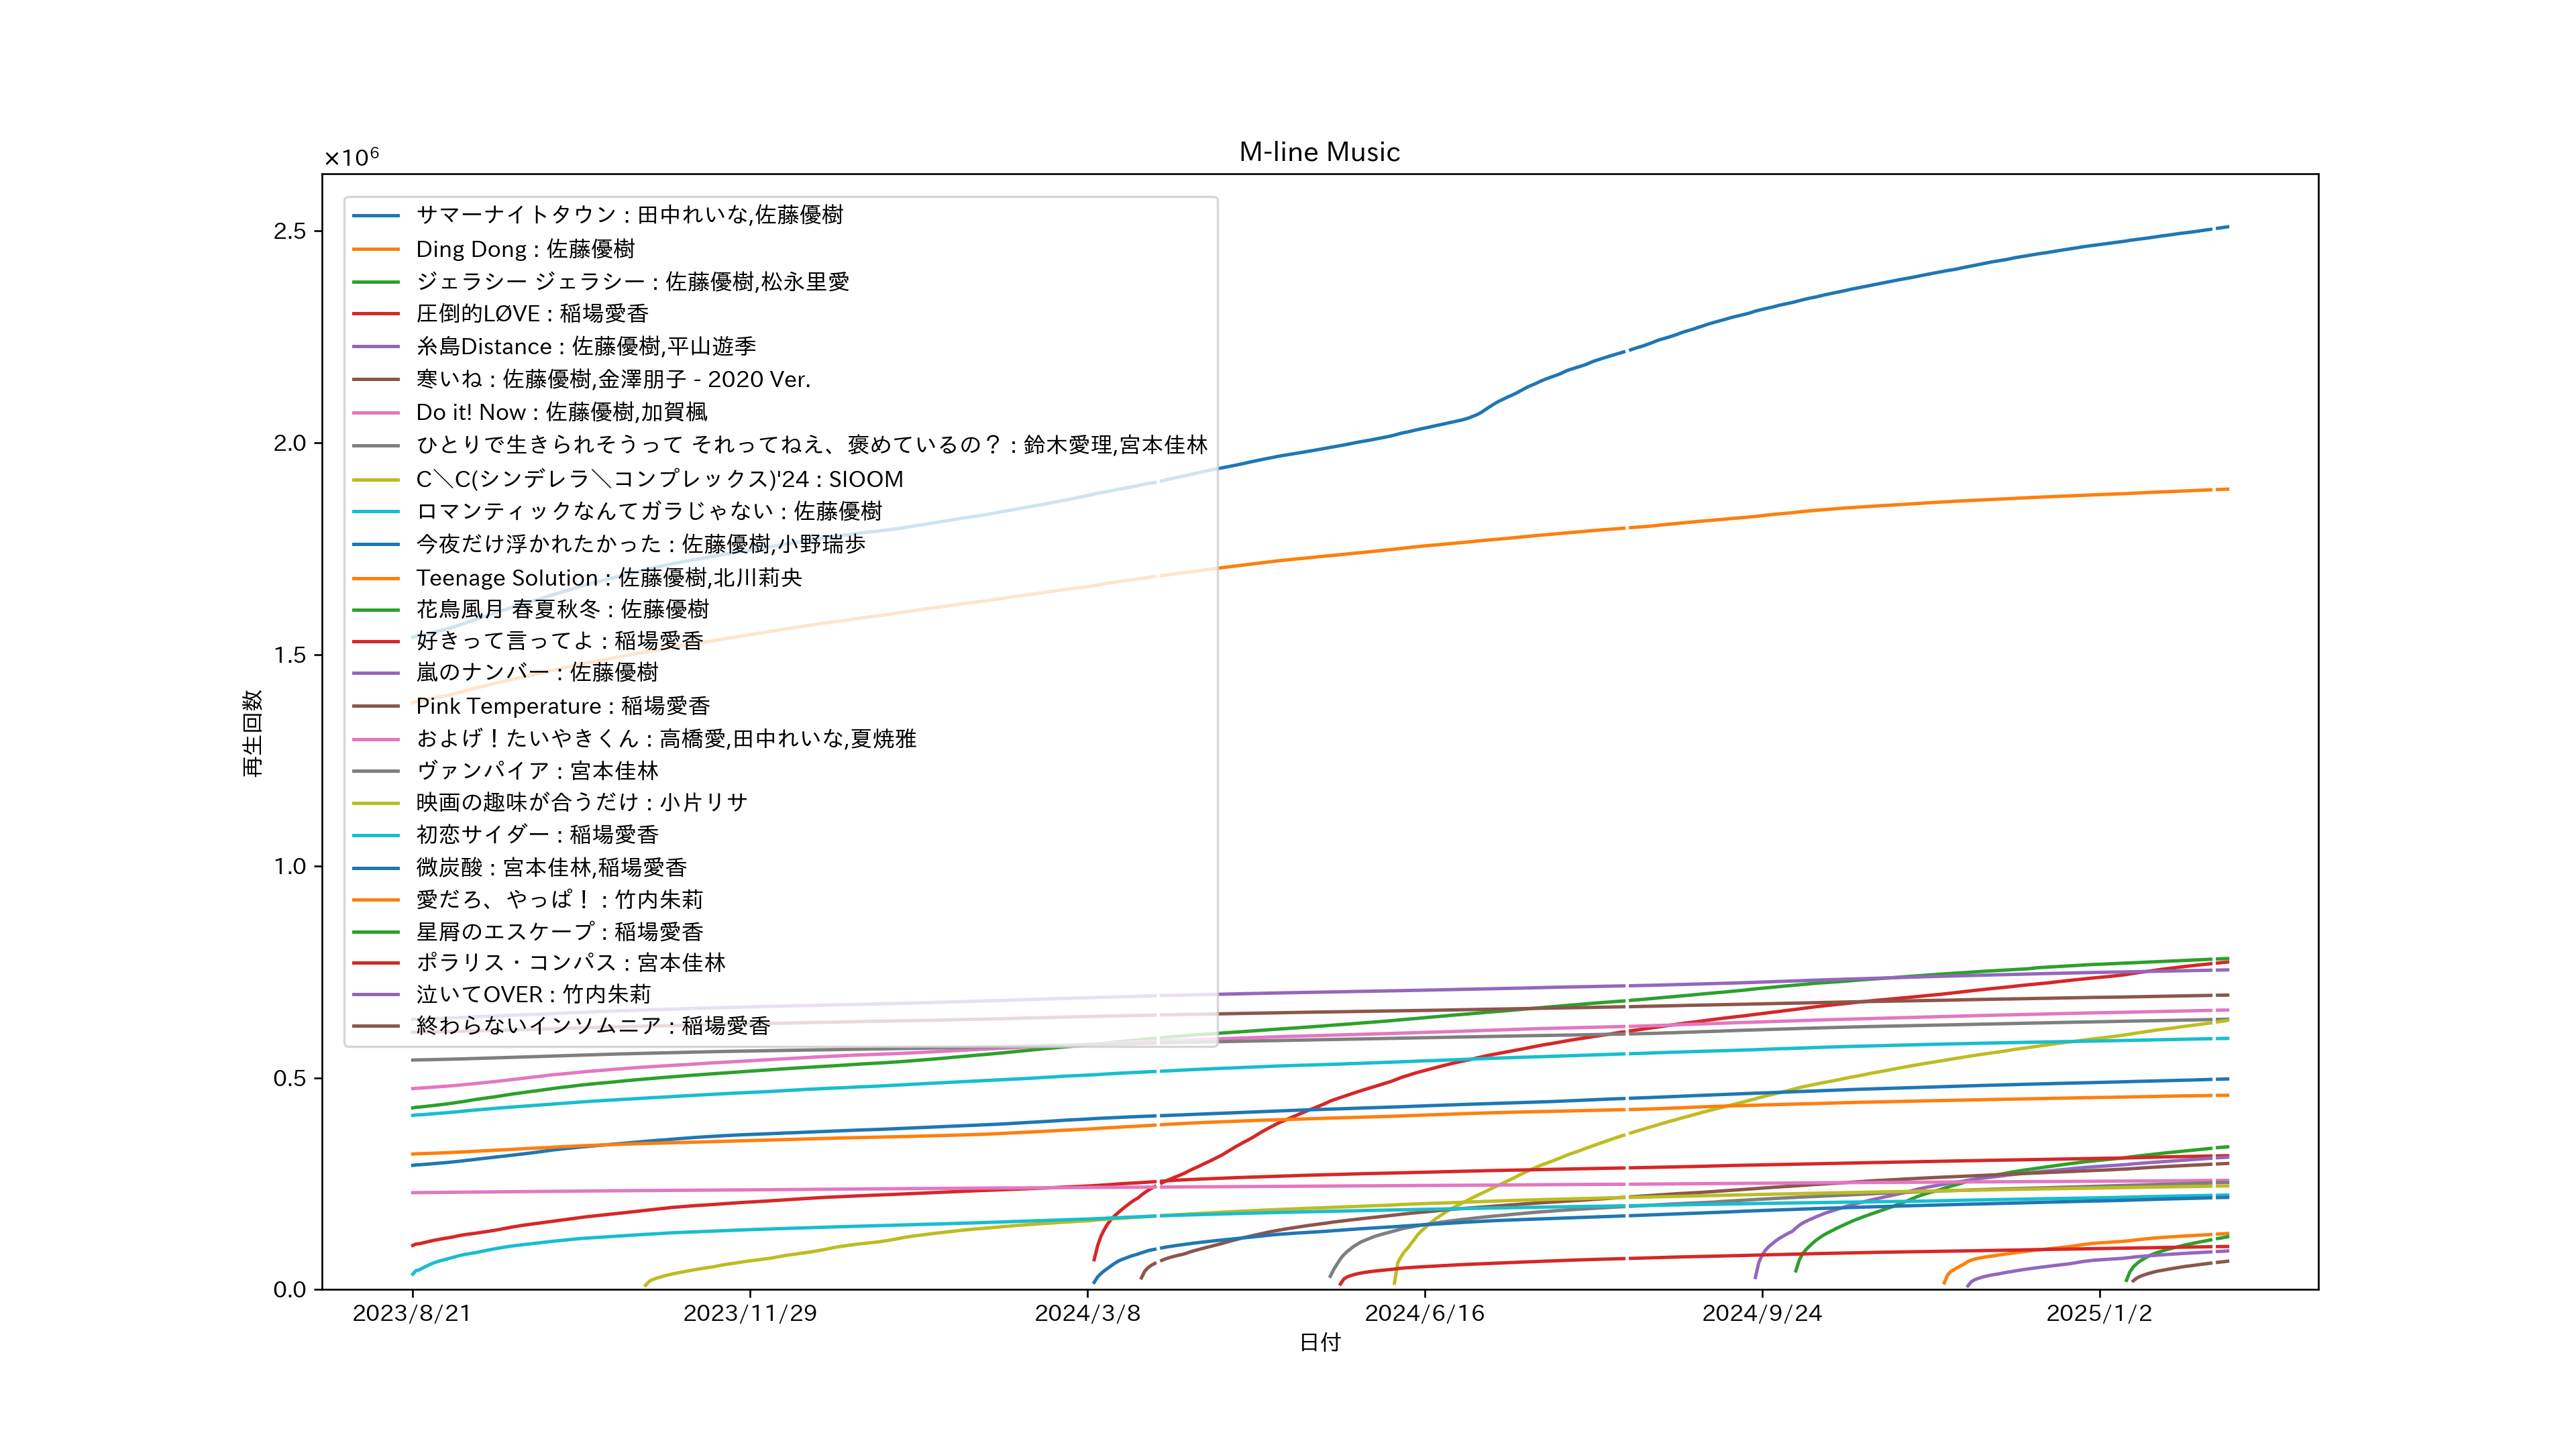 M-line Music
×10⁶
サマーナイトタウン : 田中れいな,佐藤優樹
Ding Dong : 佐藤優樹
ジェラシー ジェラシー : 佐藤優樹,松永里愛
圧倒的LØVE : 稲場愛香
糸島Distance : 佐藤優樹,平山遊季
寒いね : 佐藤優樹,金澤朋子 - 2020 Ver.
Do it! Now : 佐藤優樹,加賀楓
ひとりで生きられそうって それってねえ、褒めているの？ : 鈴木愛理,宮本佳林
C＼C(シンデレラ＼コンプレックス)'24 : SIOOM
ロマンティックなんてガラじゃない : 佐藤優樹
今夜だけ浮かれたかった : 佐藤優樹,小野瑞歩
Teenage Solution : 佐藤優樹,北川莉央
花鳥風月 春夏秋冬 : 佐藤優樹
好きって言ってよ : 稲場愛香
嵐のナンバー : 佐藤優樹
Pink Temperature : 稲場愛香
およげ！たいやきくん : 高橋愛,田中れいな,夏焼雅
ヴァンパイア : 宮本佳林
映画の趣味が合うだけ : 小片リサ
初恋サイダー : 稲場愛香
微炭酸 : 宮本佳林,稲場愛香
愛だろ、やっぱ！ : 竹内朱莉
星屑のエスケープ : 稲場愛香
ポラリス・コンパス : 宮本佳林
泣いてOVER : 竹内朱莉
終わらないインソムニア : 稲場愛香
2.5
2.0
1.5
1.0
0.5
0.0
再生回数
2023/8/21
2023/11/29
2024/3/8
2024/6/16
2024/9/24
2025/1/2
日付